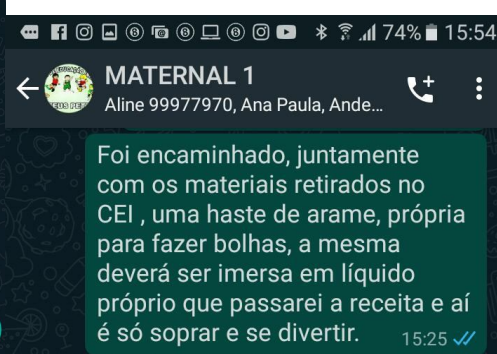 74% 15:54
MATERNAL 1
Aline 99977970, Ana Paula, Ande...
Foi encaminhado, juntamente
com os materiais retirados no
CEI , uma haste de arame, própria
para fazer bolhas, a mesma
deverá ser imersa em líquido
próprio que passarei a receita e aí
é só soprar e se divertir.
15:25